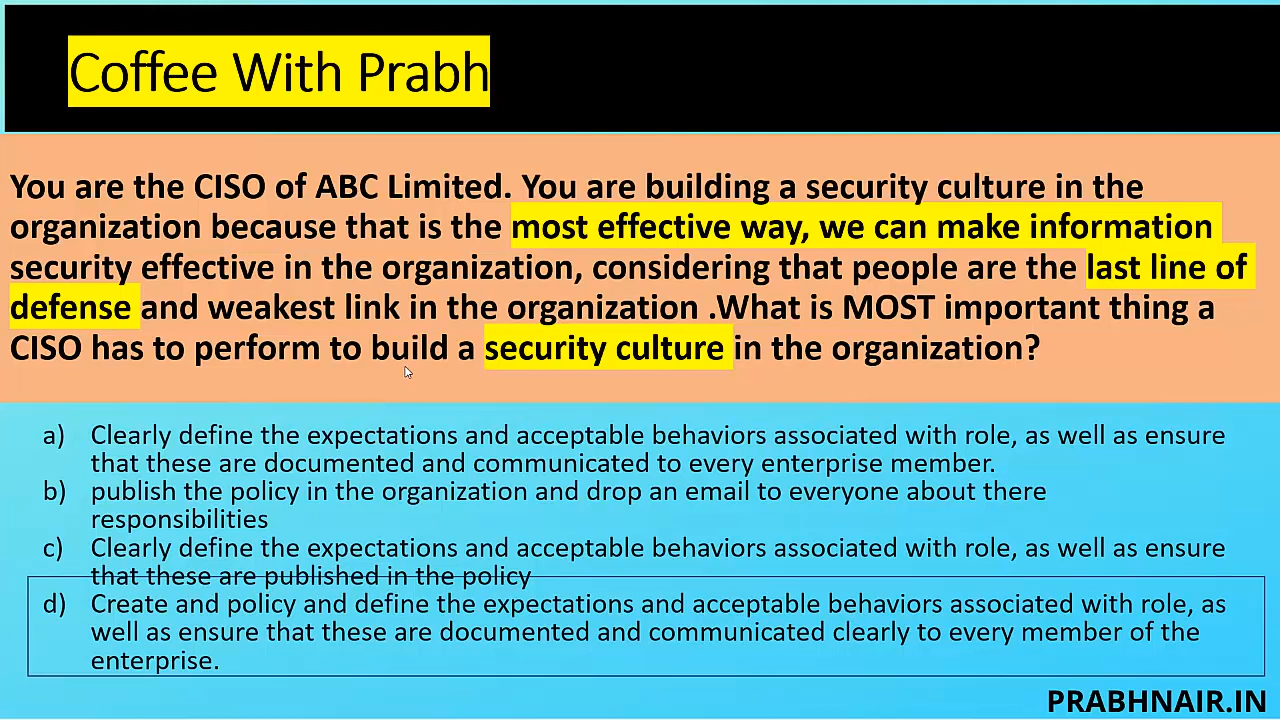 Coffee With Prabh
You are the CISO of ABC Limited. You are building a security culture in the
organization because that is the most effective way, we can make information
security effective in the organization, considering that people are the last line of
defense and weakest link in the organization .What is MOST important thing a
CISO has to perform to build a security culture in the organization?
a) Clearly define the expectations and acceptable behaviors associated with role, as well as ensure
that these are documented and communicated to every enterprise member.
b) publish the policy in the organization and drop an email to everyone about there
responsibilities
c) Clearly define the expectations and acceptable behaviors associated with role, as well as ensure
that these are published in the policy
d) Create and policy and define the expectations and acceptable behaviors associated with role, as
well as ensure that these are documented and communicated clearly to every member of the
enterprise.
PRABHNAIR.IN